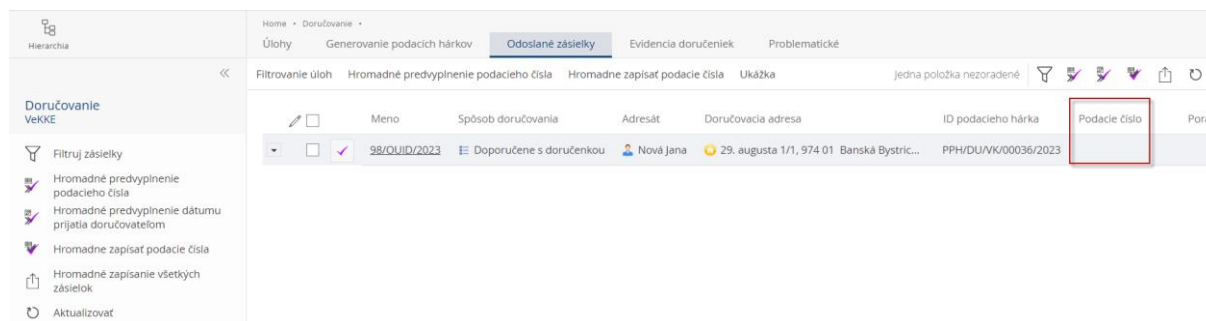 Hierarchia
Home • Doručovanie •
Úlohy Generovanie podacích hárkov Odoslané zásielky Evidencia doručeniek Problematické
Filtrovanie úloh Hromadné predvyplnenie podacieho čísla Hromadne zapísať podacie čísla Ukážka Jedna položka nezoradené
Doručovanie
VeKKE
Filtruj zásielky
Hromadné predvyplnenie
podacieho čísla
Hromadné predvyplnenie dátumu
prijatia doručovateľom
Hromadne zapísať podacie čísla
Hromadné zapísanie všetkých
zásielok
Aktualizovať
Meno Spôsob doručovania Adresát Doručovacia adresa ID podacieho hárka Podacie číslo Pora
98/OUID/2023 Doporučene s doručenkou Nová Jana 29. augusta 1/1, 974 01 Banská Bystric... PPH/DU/VK/00036/2023